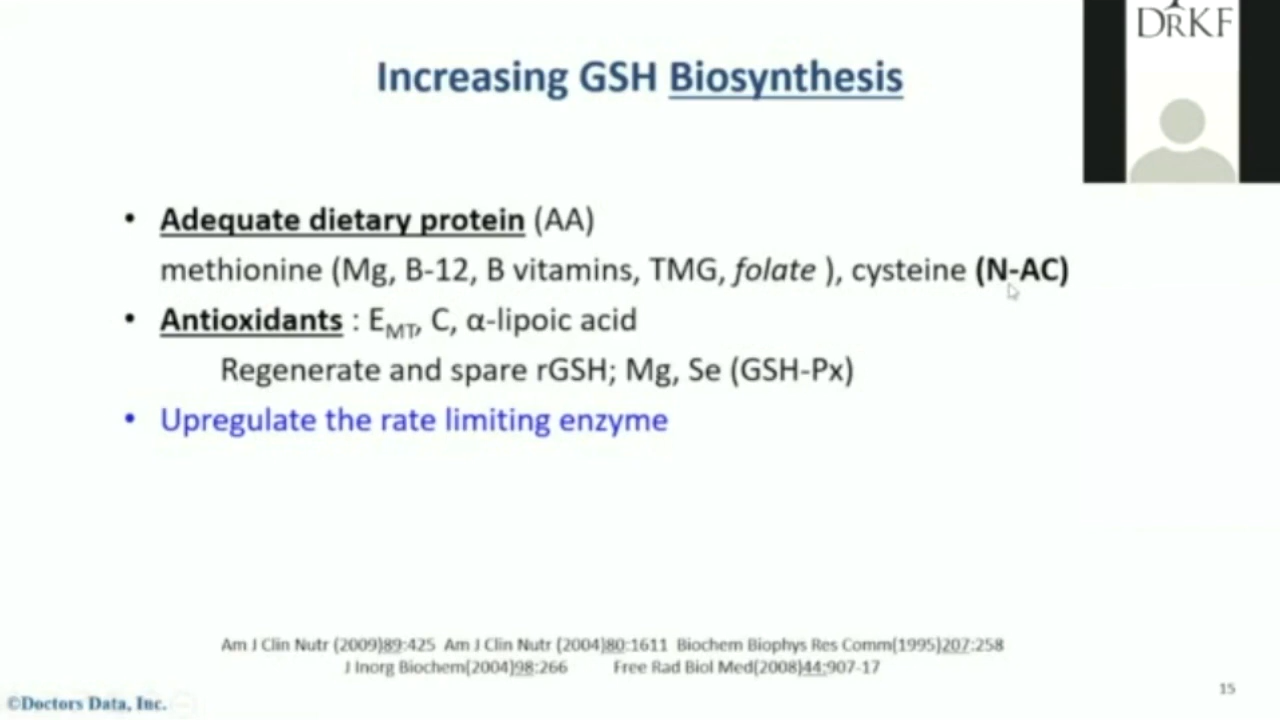 DrKF
Increasing GSH Biosynthesis
• Adequate dietary protein (AA)
methionine (Mg, B-12, B vitamins, TMG, folate ), cysteine (N-AC)
• Antioxidants : EMT, C, α-lipoic acid
Regenerate and spare rGSH; Mg, Se (GSH-Px)
• Upregulate the rate limiting enzyme
Am J Clin Nutr (2009)89:425 Am J Clin Nutr (2004)80:1611 Biochem Biophys Res Comm(1995)207:258
J Inorg Biochem(2004)98:266 Free Rad Biol Med(2008)44:907-17
15
©Doctors Data, Inc.